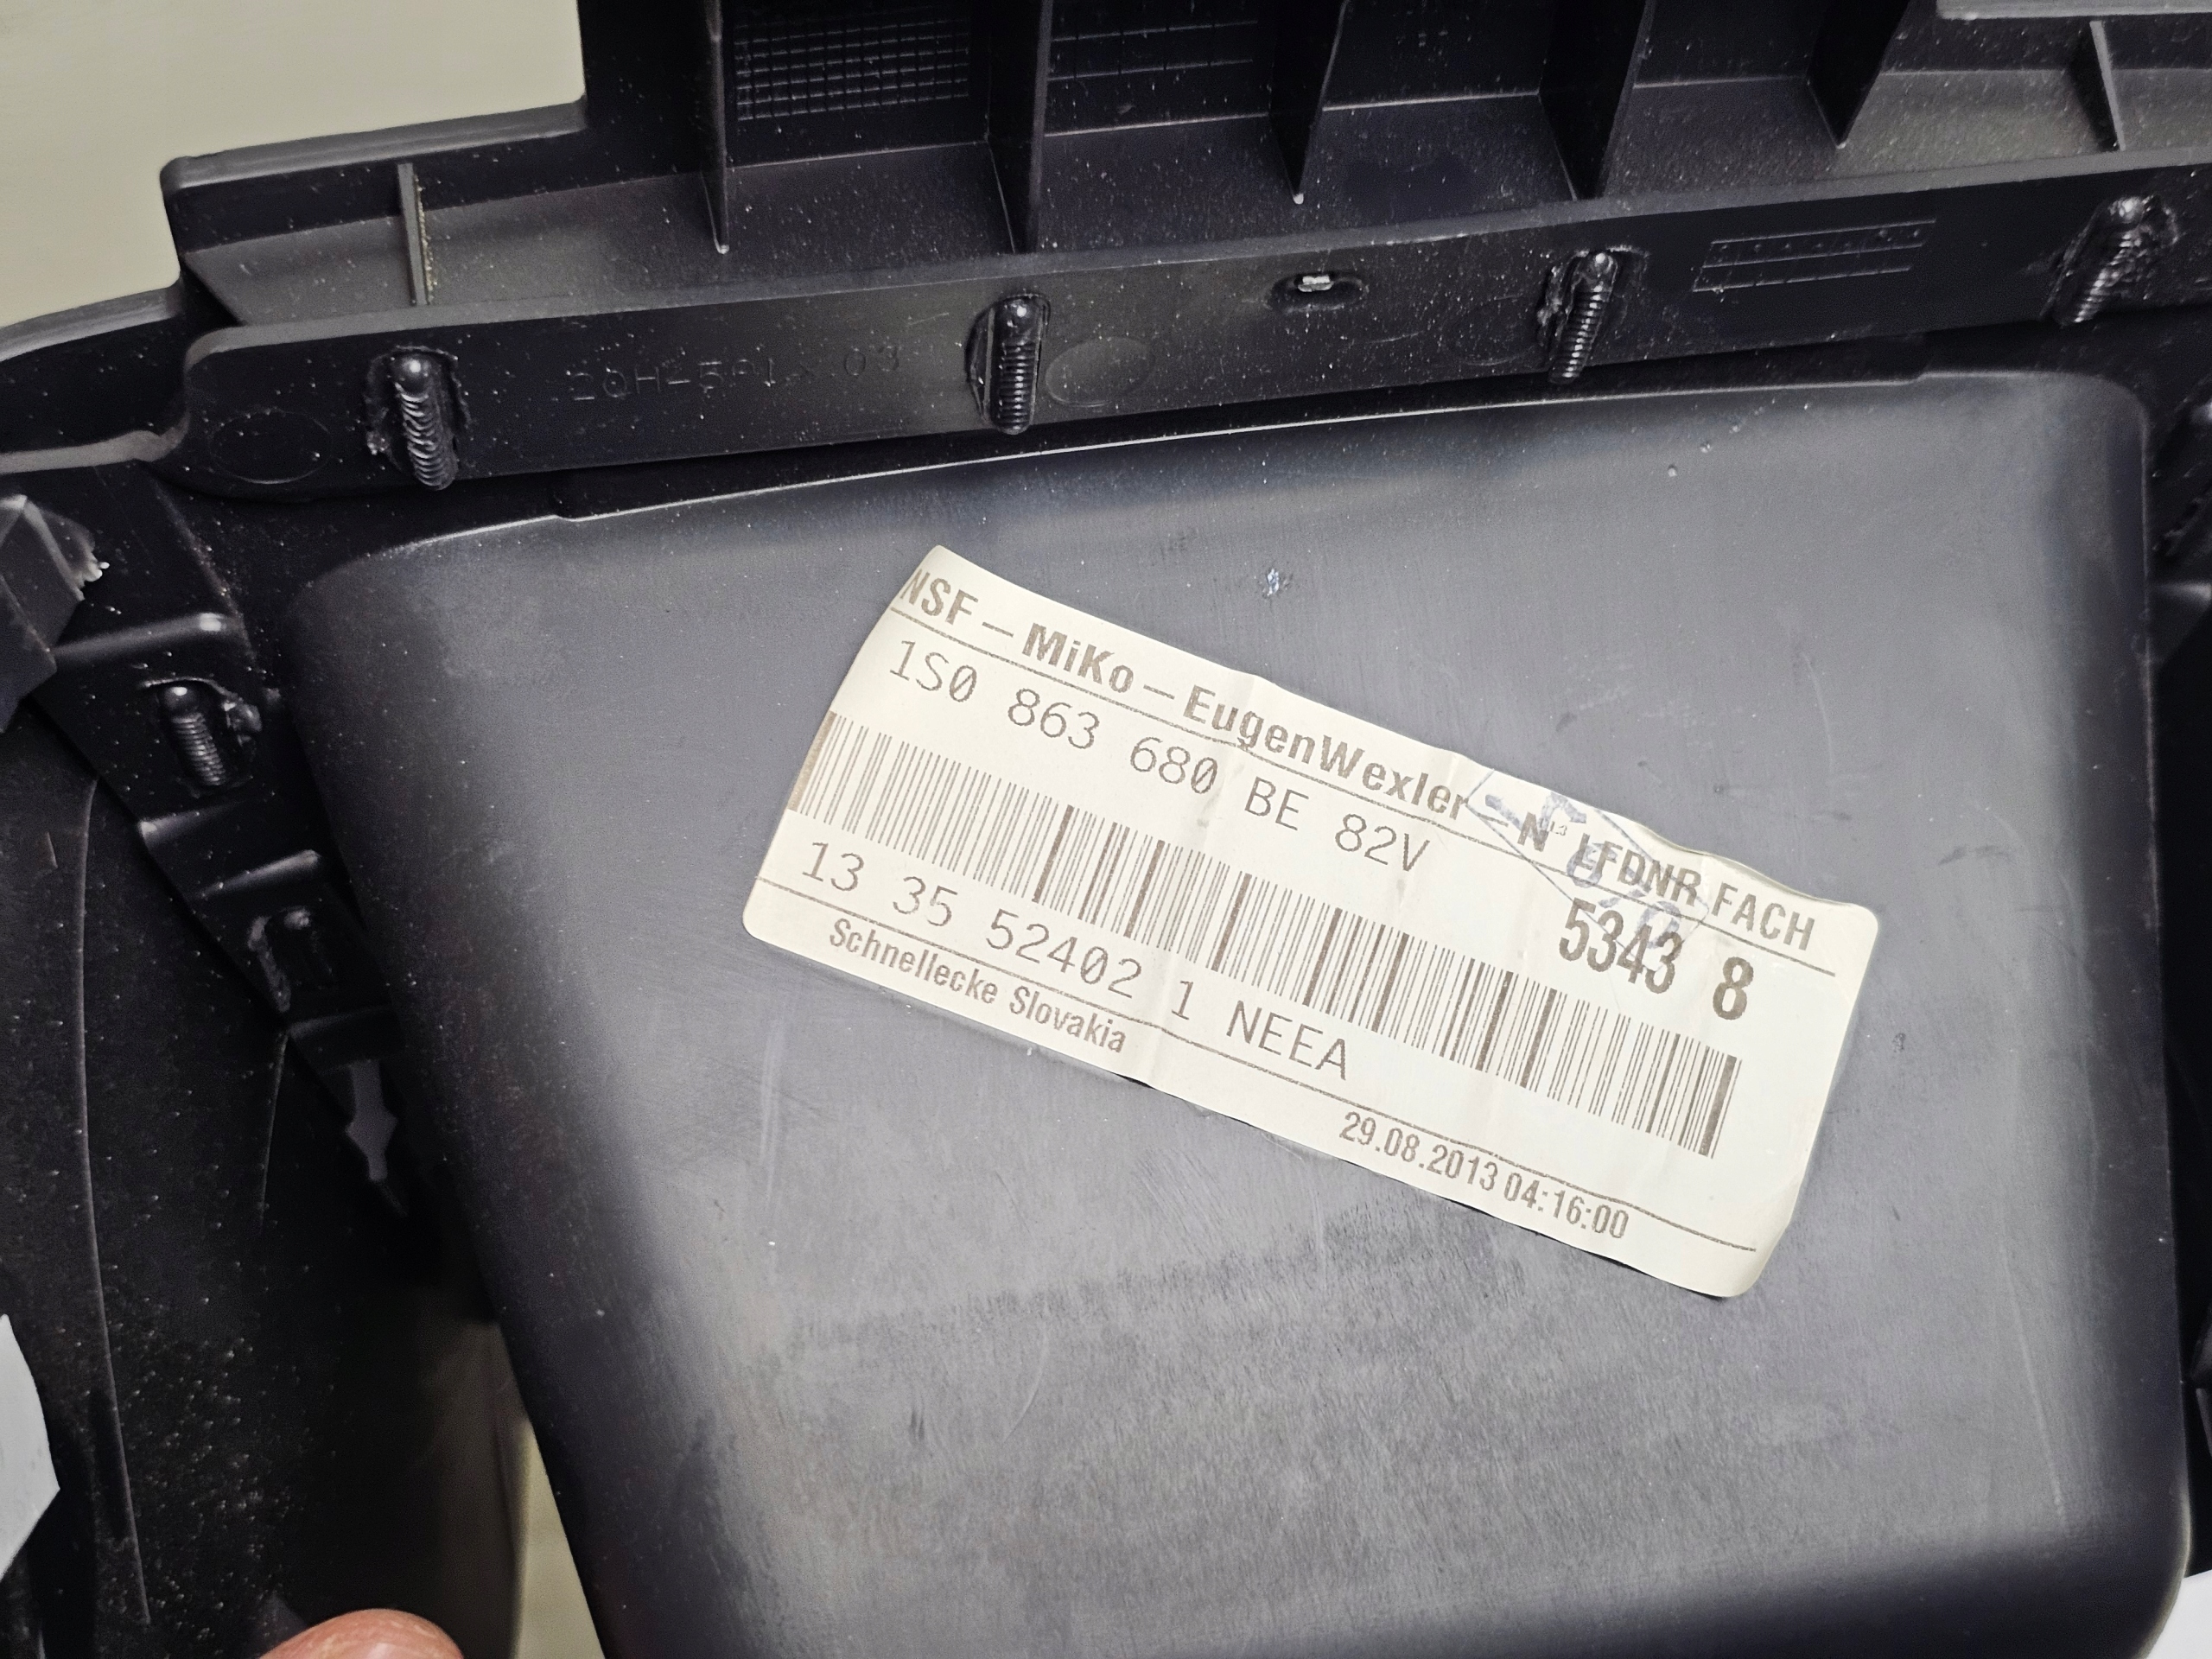 NSF – MiKo – EugenWexler – N LFDNR FACH
1S0 863 680 BE 82V
5343 8
13 35 52402 1 NEEA
Schnellecke Slovakia
29.08.2013 04:16:00